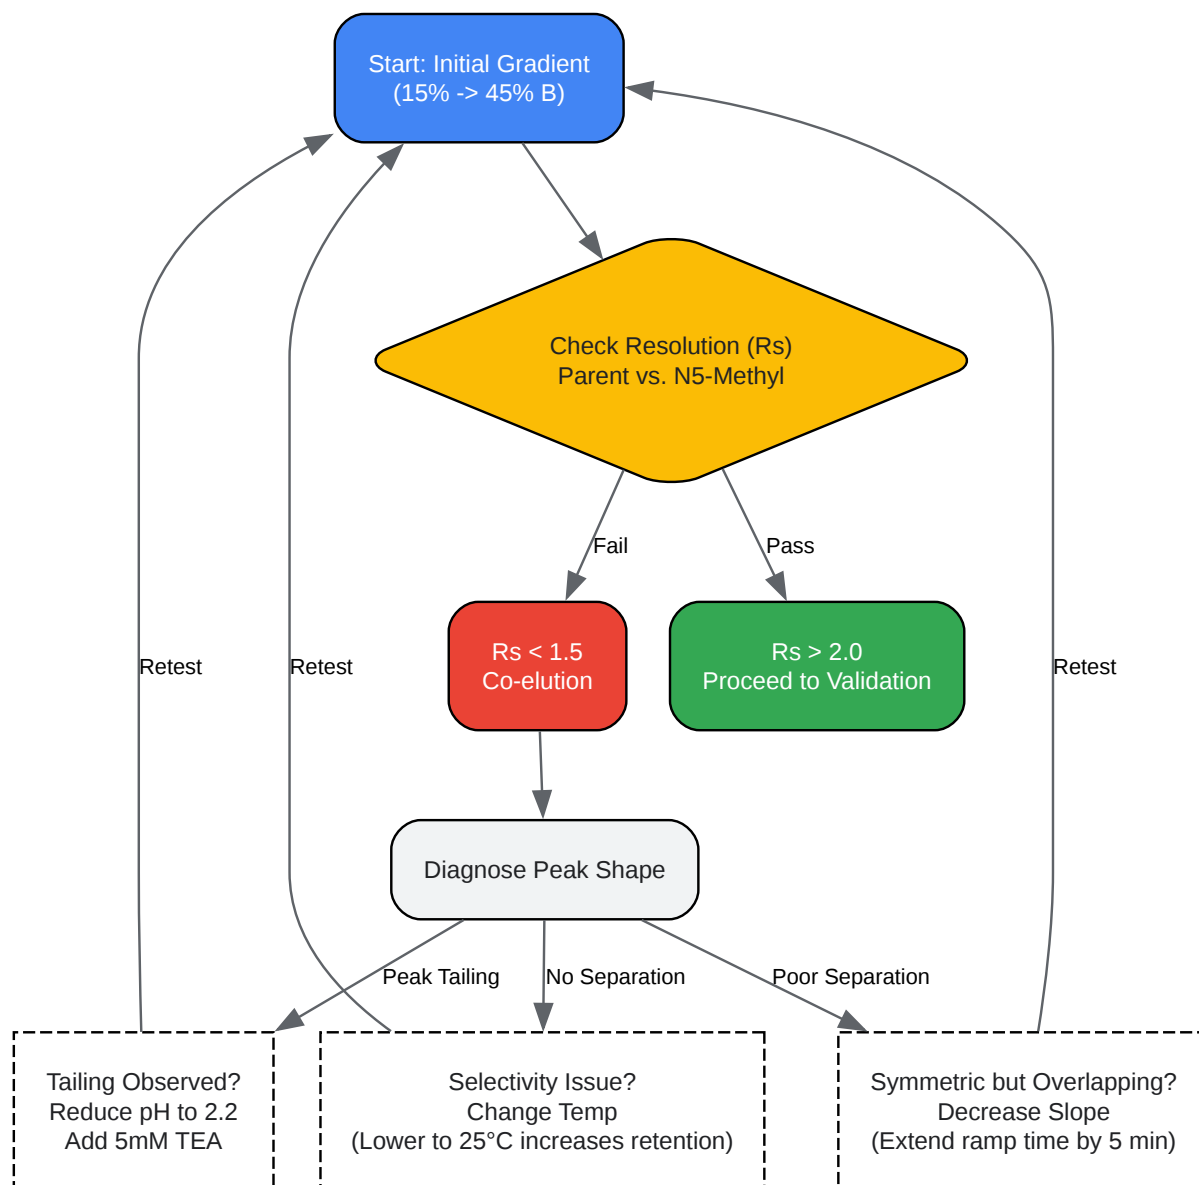 Start: Initial Gradient
(15% -> 45% B)
Check Resolution (Rs)
Parent vs. N5-Methyl
Fail
Pass
Rs < 1.5
Co-elution
Rs > 2.0
Proceed to Validation
Retest
Retest
Retest
Diagnose Peak Shape
Peak Tailing
No Separation
Poor Separation
Tailing Observed?
Reduce pH to 2.2
Add 5mM TEA
Selectivity Issue?
Change Temp
(Lower to 25°C increases retention)
Symmetric but Overlapping?
Decrease Slope
(Extend ramp time by 5 min)